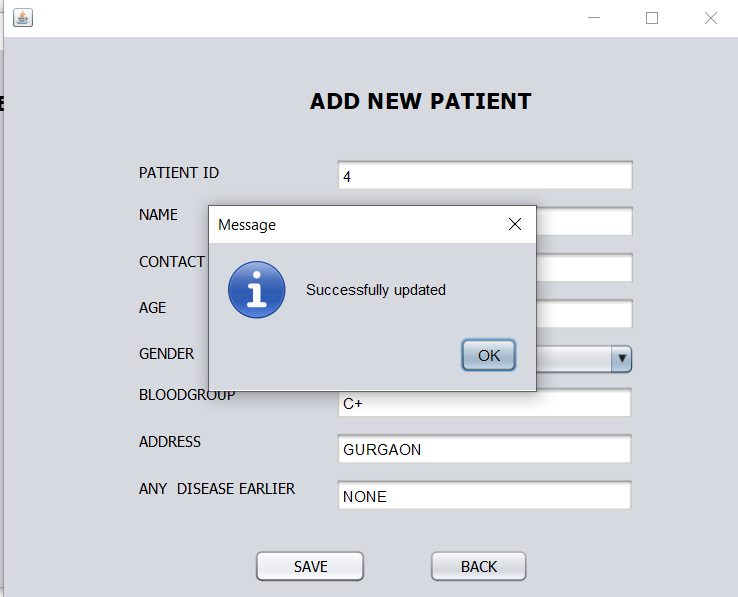 ADD NEW PATIENT
PATIENT ID 4
NAME
Message
CONTACT
Successfully updated
AGE
OK
GENDER
BLOODGROUP C+
ADDRESS GURGAON
ANY DISEASE EARLIER NONE
SAVE BACK